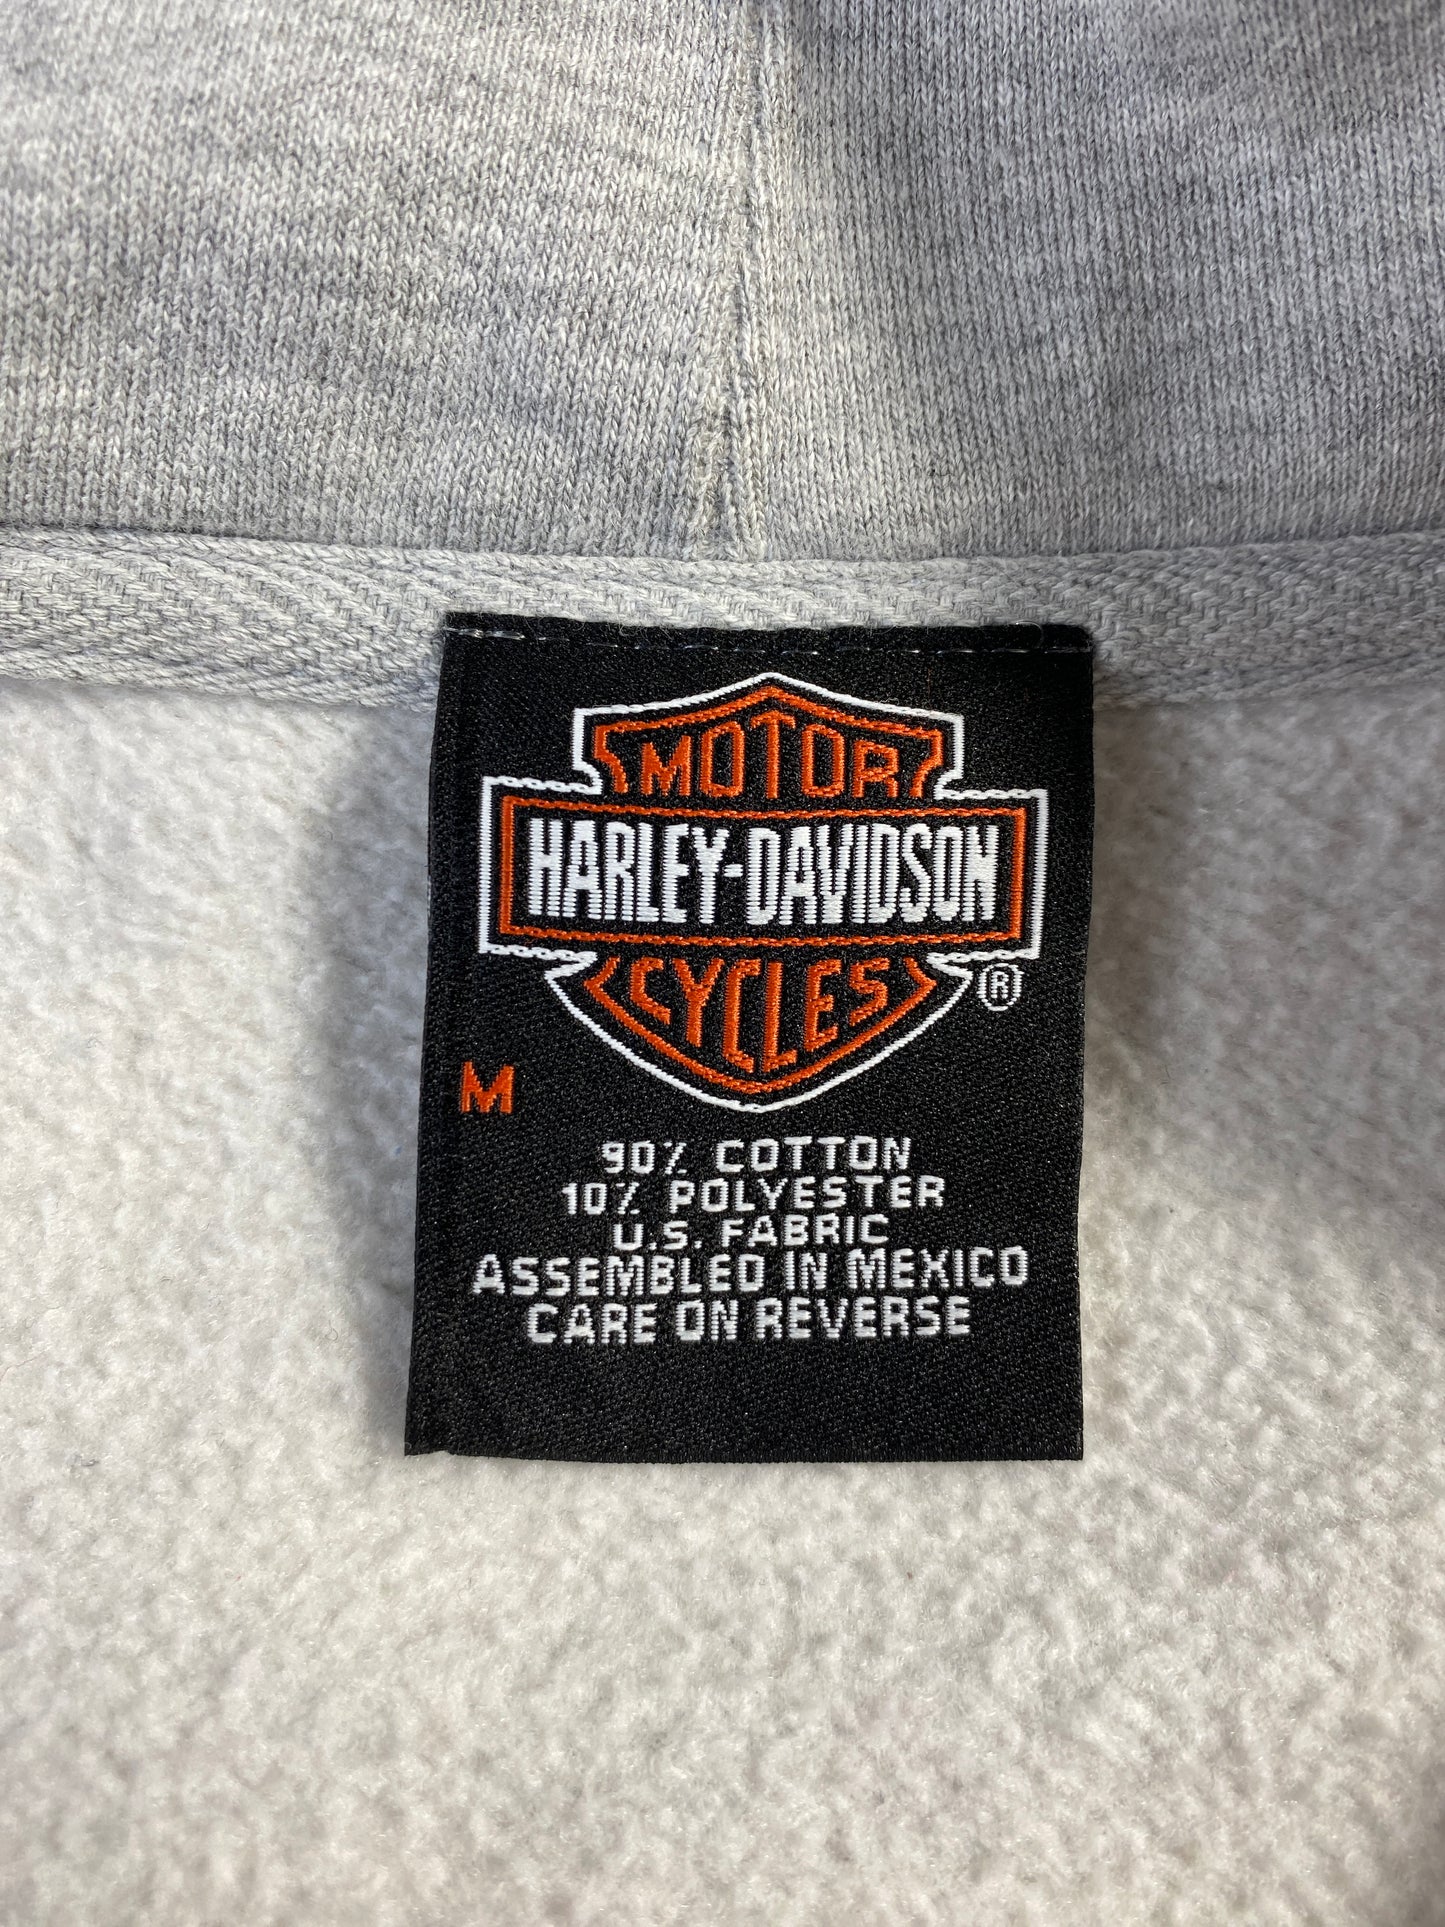 MOTOR
HARLEY-DAVIDSON
CYCLES
®
M
90% COTTON
10% POLYESTER
U.S. FABRIC
ASSEMBLED IN MEXICO
CARE ON REVERSE